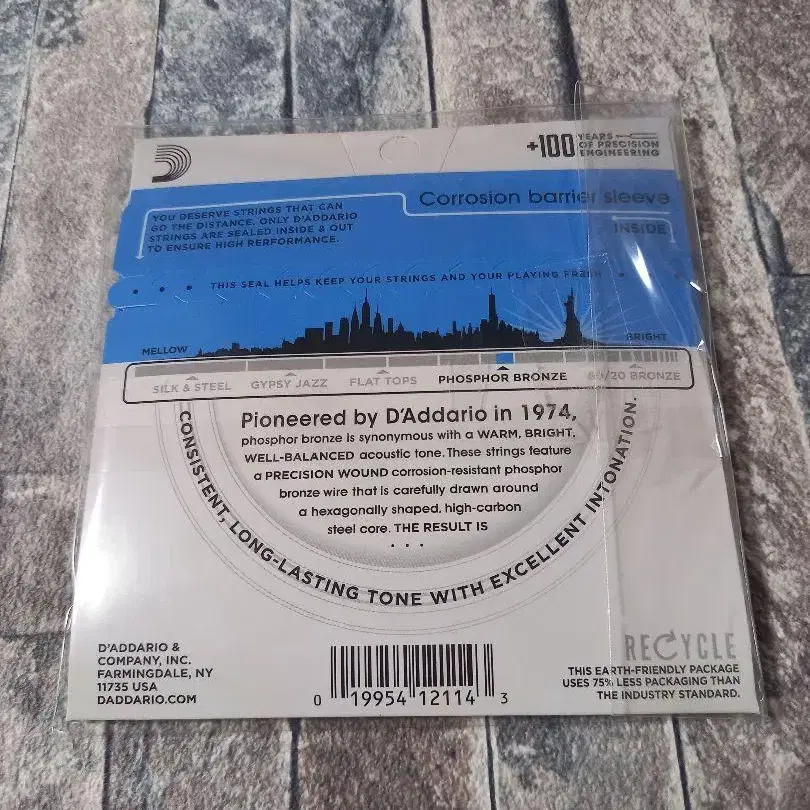 +100 YEARS OF PRECISION ENGINEERING
Corrosion barrier sleeve
INSIDE
YOU DESERVE STRINGS THAT CAN
GO THE DISTANCE. ONLY D'ADDARIO
STRINGS ARE SEALED INSIDE & OUT
TO ENSURE HIGH RERFORMANCE.
THIS SEAL HELPS KEEP YOUR STRINGS AND YOUR PLAYING FRESH
MELLOW
BRIGHT
SILK & STEEL GYPSY JAZZ FLAT TOPS PHOSPHOR BRONZE 80/20 BRONZE
Pioneered by D'Addario in 1974,
phosphor bronze is synonymous with a WARM, BRIGHT,
WELL-BALANCED acoustic tone. These strings feature
a PRECISION WOUND corrosion-resistant phosphor
bronze wire that is carefully drawn around
a hexagonally shaped, high-carbon
steel core. THE RESULT IS
...
CONSISTENT, LONG-LASTING TONE WITH EXCELLENT INTONATION.
D'ADDARIO &
COMPANY, INC.
FARMINGDALE, NY
11735 USA
DADDARIO.COM
0 19954 12114 3
RECYCLE
THIS EARTH-FRIENDLY PACKAGE
USES 75% LESS PACKAGING THAN
THE INDUSTRY STANDARD.